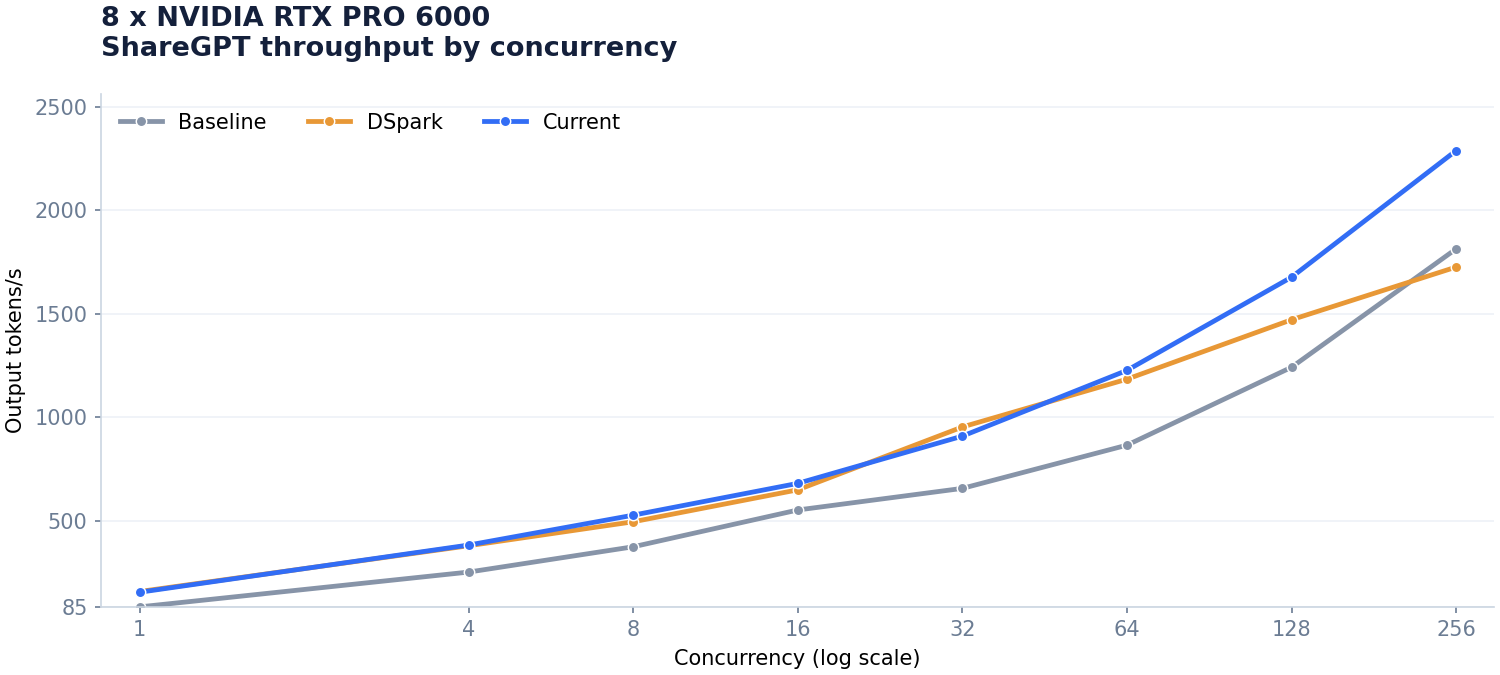 8 x NVIDIA RTX PRO 6000
ShareGPT throughput by concurrency
Baseline DSpark Current
2500
2000
1500
1000
500
85
Output tokens/s
1 4 8 16 32 64 128 256
Concurrency (log scale)